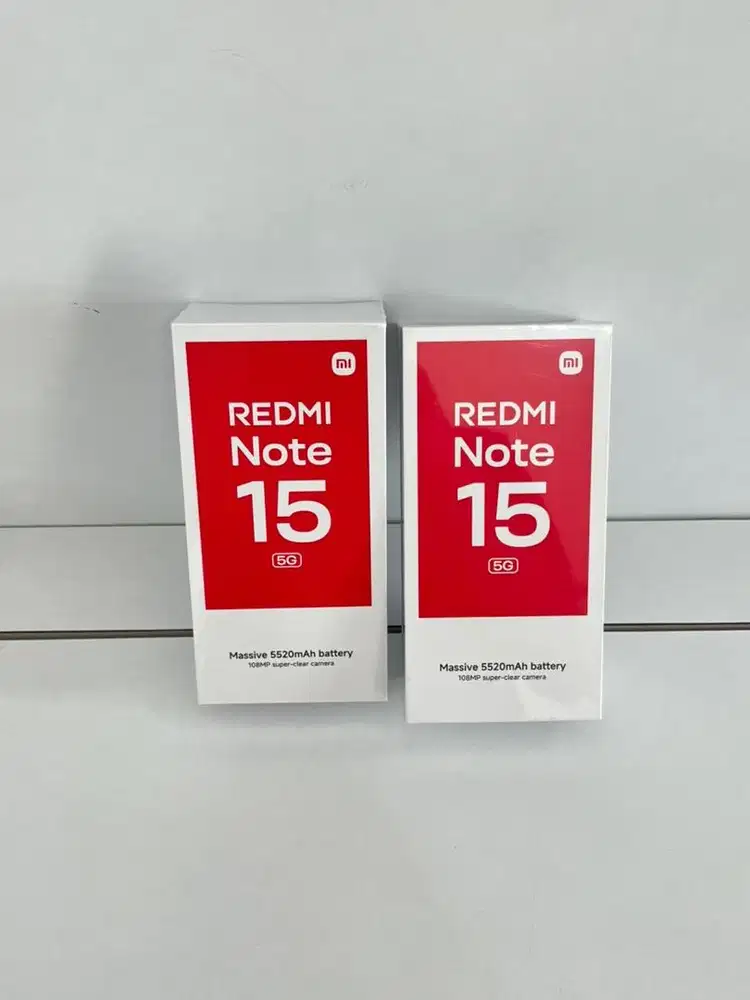 mi
REDMI
Note
15
5G
Massive 5520mAh battery
108MP super-clear camera
mi
REDMI
Note
15
5G
Massive 5520mAh battery
108MP super-clear camera